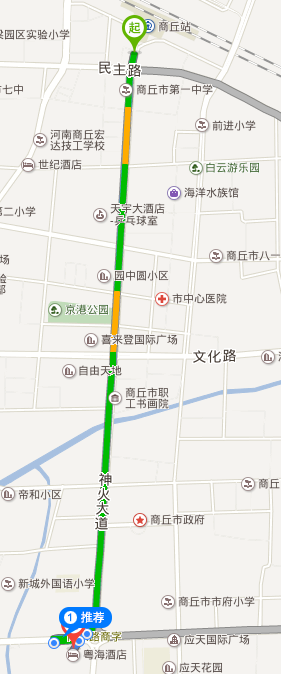 起
商丘站
梁园区实验小学
民主路
七中
商丘市第一中学
前进小学
河南商丘宏
达技工学校
世纪酒店
白云游乐园
海洋水族馆
第二小学
天宇大酒店
-乒乓球室
场
商丘市八一
园中圆小区
验
部
市中心医院
京港公园
喜来登国际广场
文化路
自由天地
商丘市职
工书画院
神火大道
商丘
帝和小区
商丘市政府
新城外国语小学
商丘市市府小学
1 推荐
路商字
应天国际广场
粤海酒店
应天花园